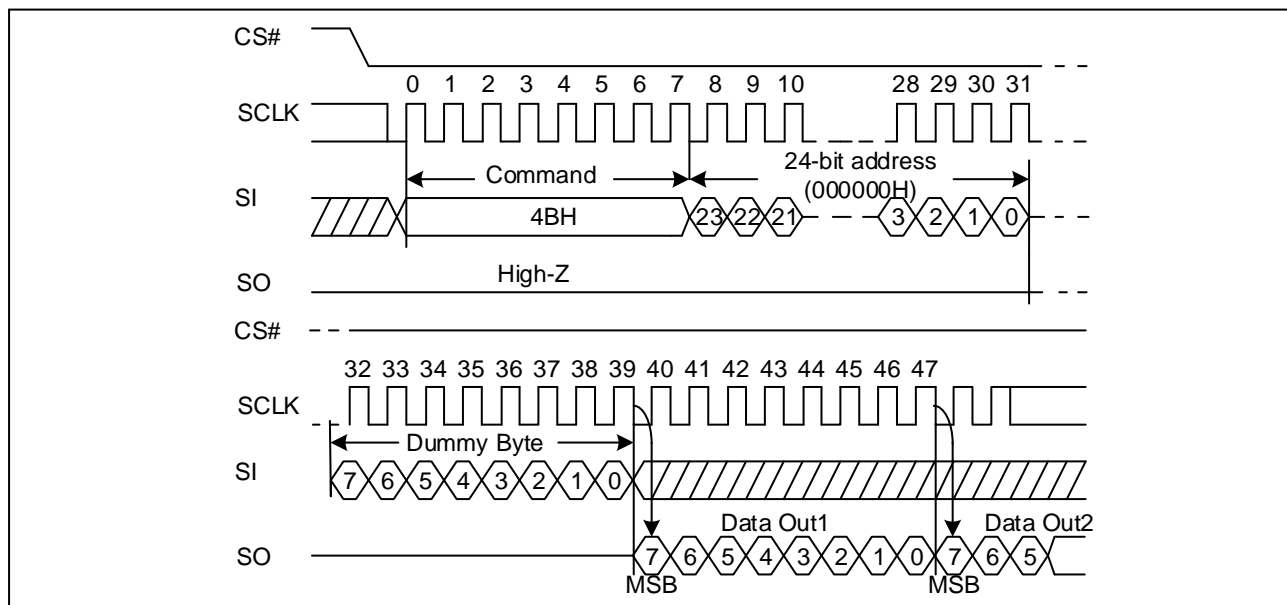 CS#
0 1 2 3 4 5 6 7 8 9 10 28 29 30 31
SCLK
Command
24-bit address
(000000H)
SI
4BH
23 22 21 3 2 1 0
High-Z
SO
CS#
32 33 34 35 36 37 38 39 40 41 42 43 44 45 46 47
SCLK
Dummy Byte
SI
7 6 5 4 3 2 1 0
Data Out1
Data Out2
SO
7 6 5 4 3 2 1 0 7 6 5
MSB
MSB